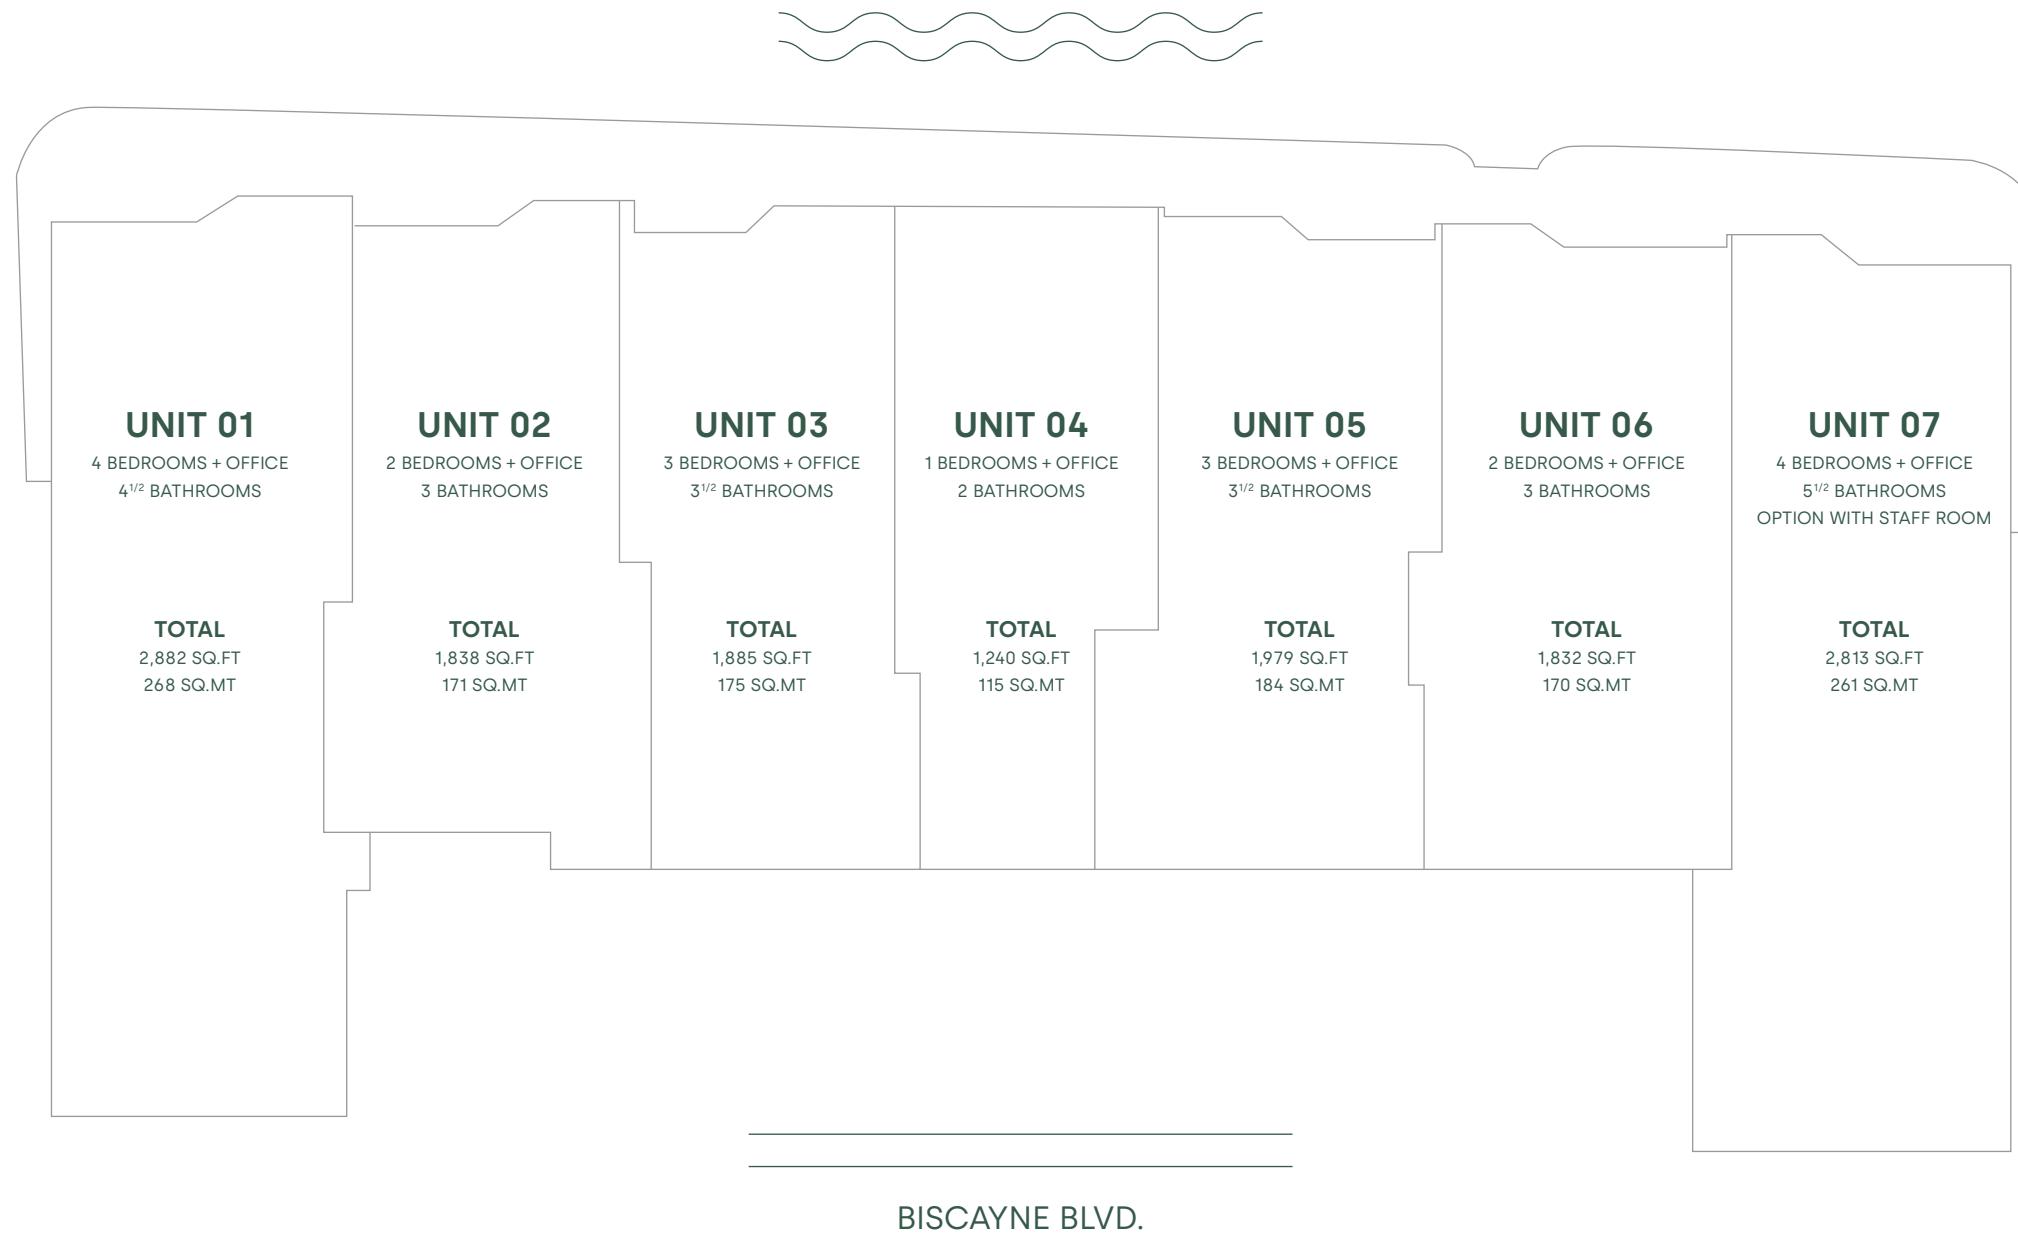 UNIT 01
4 BEDROOMS + OFFICE
4 1/2 BATHROOMS
TOTAL
2,882 SQ.FT
268 SQ.MT
UNIT 02
2 BEDROOMS + OFFICE
3 BATHROOMS
TOTAL
1,838 SQ.FT
171 SQ.MT
UNIT 03
3 BEDROOMS + OFFICE
3 1/2 BATHROOMS
TOTAL
1,885 SQ.FT
175 SQ.MT
UNIT 04
1 BEDROOMS + OFFICE
2 BATHROOMS
TOTAL
1,240 SQ.FT
115 SQ.MT
UNIT 05
3 BEDROOMS + OFFICE
3 1/2 BATHROOMS
TOTAL
1,979 SQ.FT
184 SQ.MT
UNIT 06
2 BEDROOMS + OFFICE
3 BATHROOMS
TOTAL
1,832 SQ.FT
170 SQ.MT
UNIT 07
4 BEDROOMS + OFFICE
5 1/2 BATHROOMS
OPTION WITH STAFF ROOM
TOTAL
2,813 SQ.FT
261 SQ.MT
BISCAYNE BLVD.